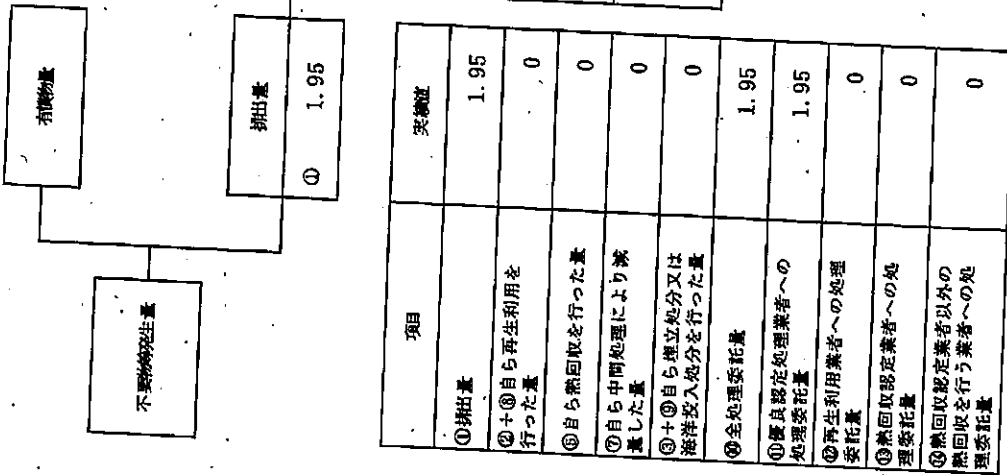 有償物量
不要物等発生量
排出量
① 1.95
項目 実績値
①排出量 1.95
②+⑧自ら再生利用を
行った量 0
⑥自ら熱回収を行った量 0
⑦自ら中間処理により減
量した量 0
③+⑨自ら埋立処分又は
海洋投入処分を行った量 0
⑩全処理委託量 1.95
⑪優良認定処理業者への
処理委託量 1.95
⑫再生利用業者への処理
委託量 0
⑬熱回収認定業者への処
理委託量 0
⑭熱回収認定業者以外の
熱回収を行う業者への処
理委託量 0